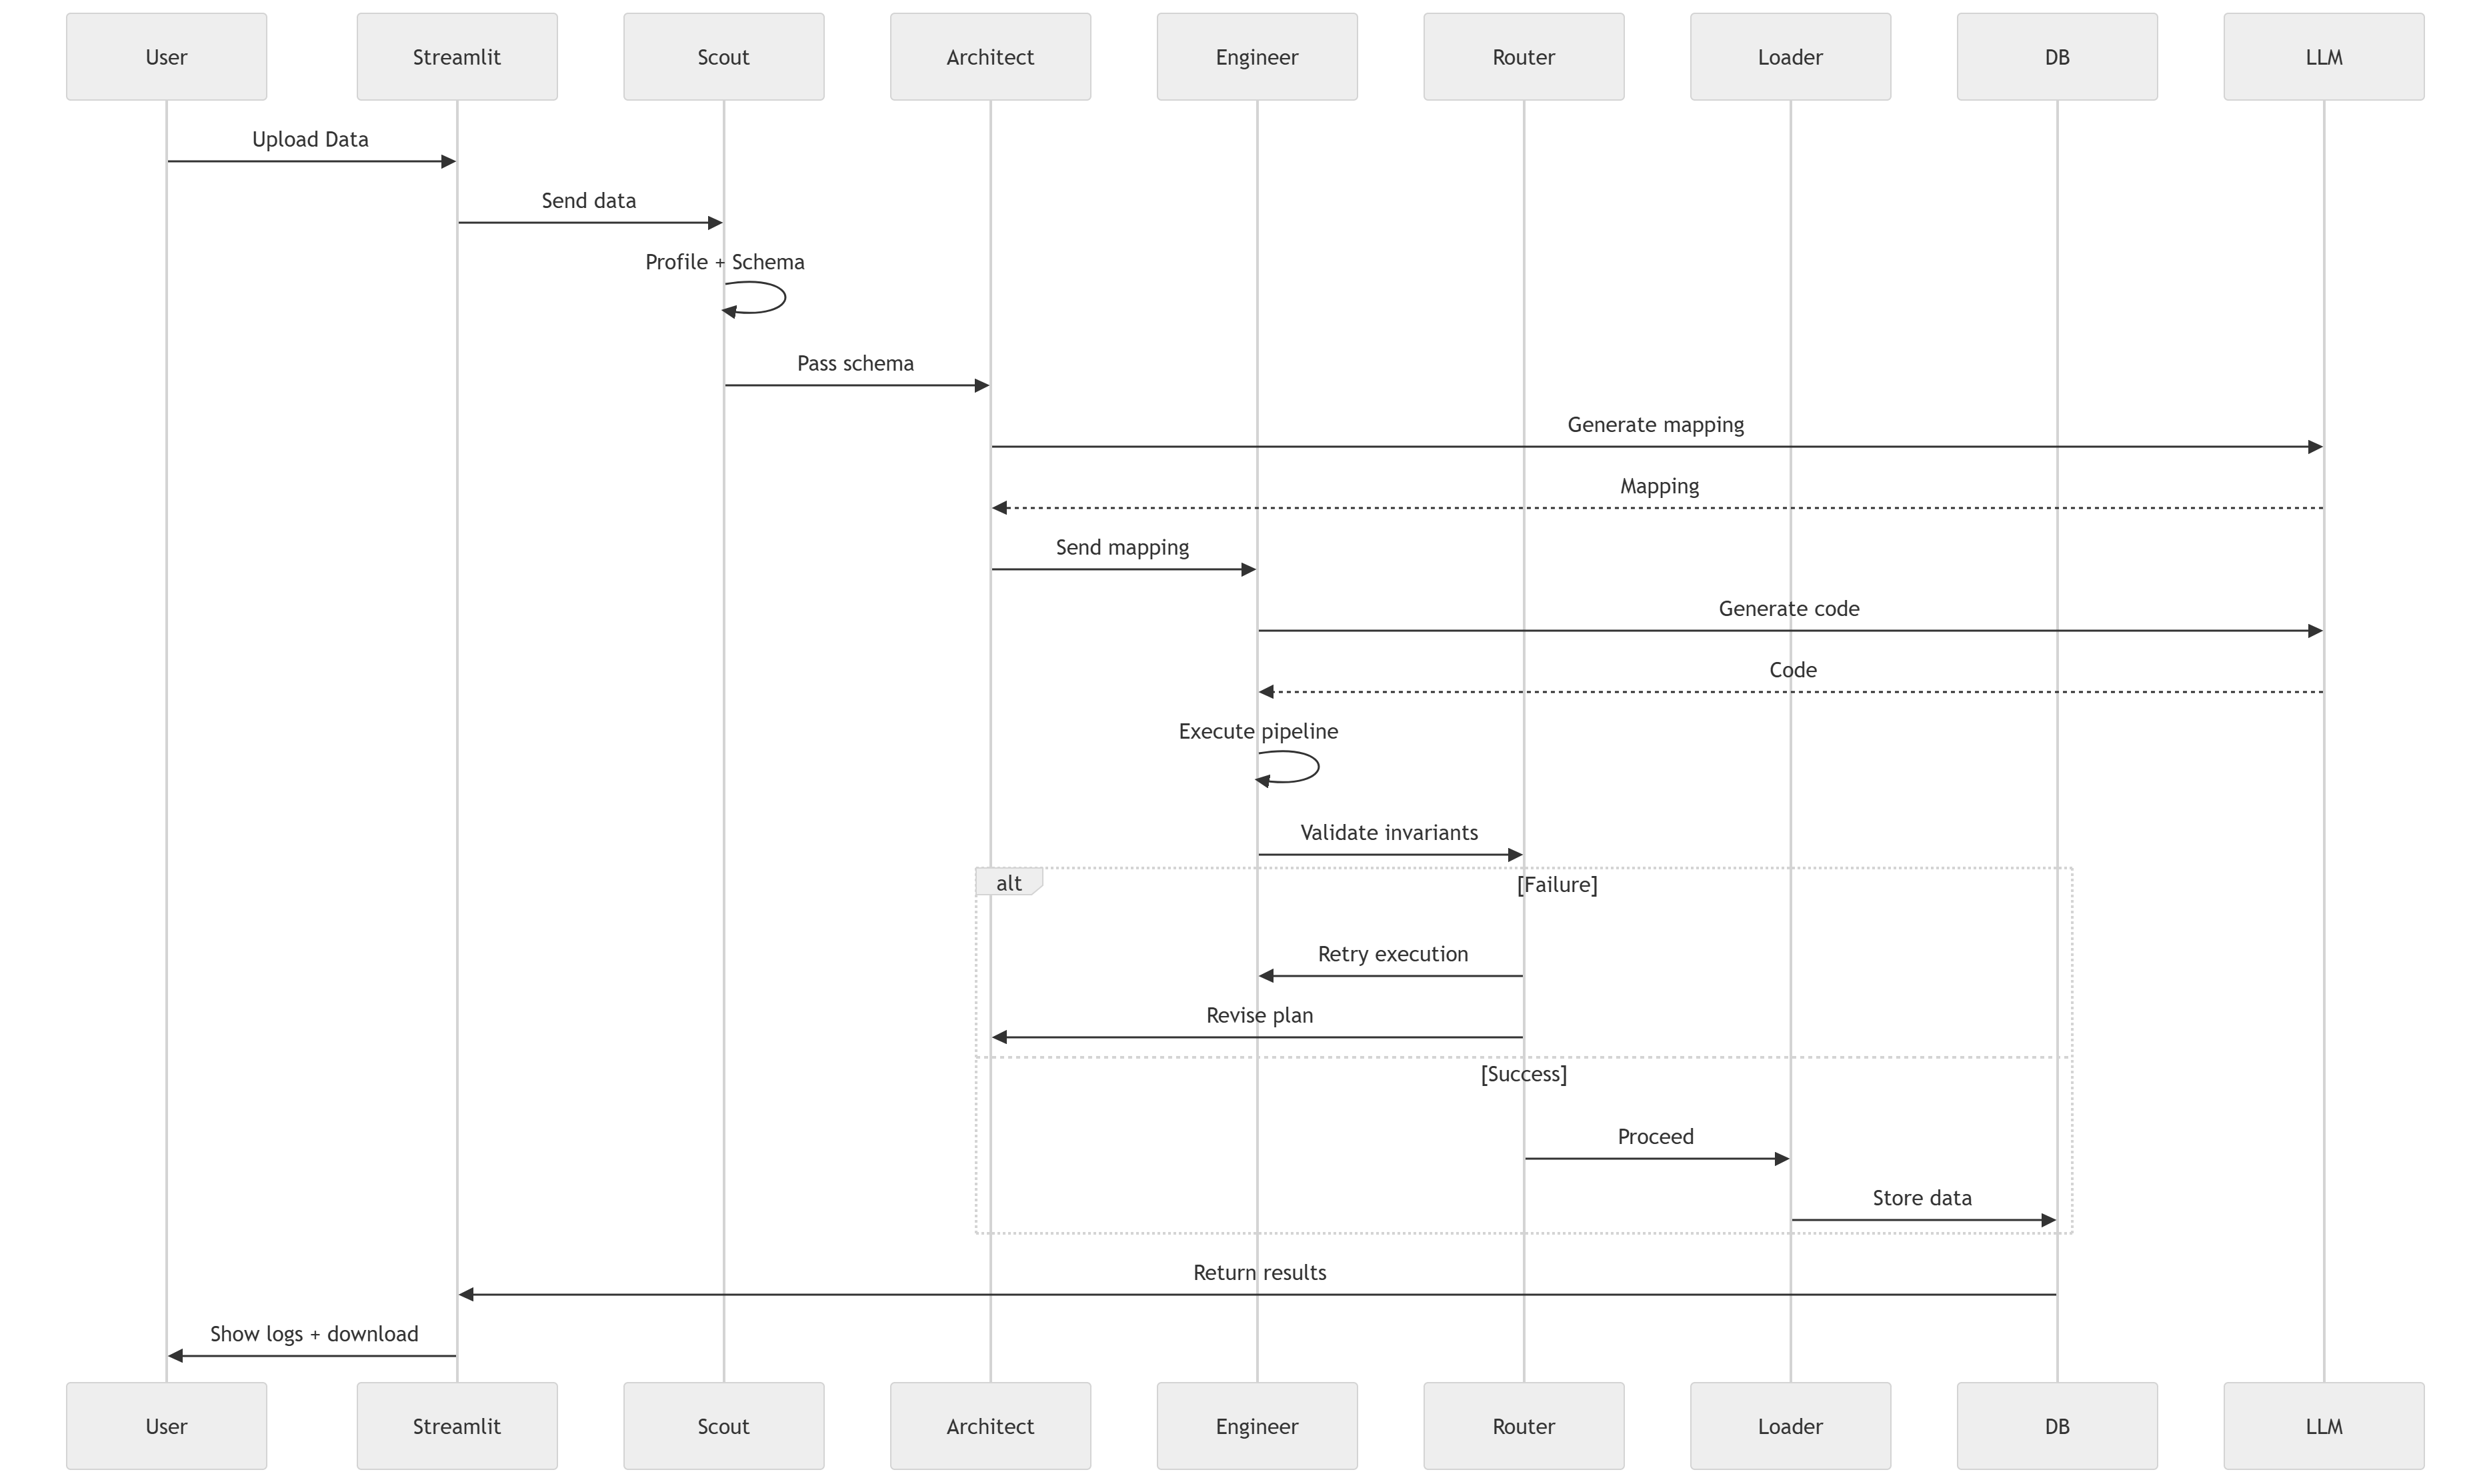 User
Streamlit
Scout
Architect
Engineer
Router
Loader
DB
LLM
Upload Data
Send data
Profile + Schema
Pass schema
Generate mapping
Mapping
Send mapping
Generate code
Code
Execute pipeline
Validate invariants
alt
[Failure]
Retry execution
Revise plan
[Success]
Proceed
Store data
Return results
Show logs + download
User
Streamlit
Scout
Architect
Engineer
Router
Loader
DB
LLM